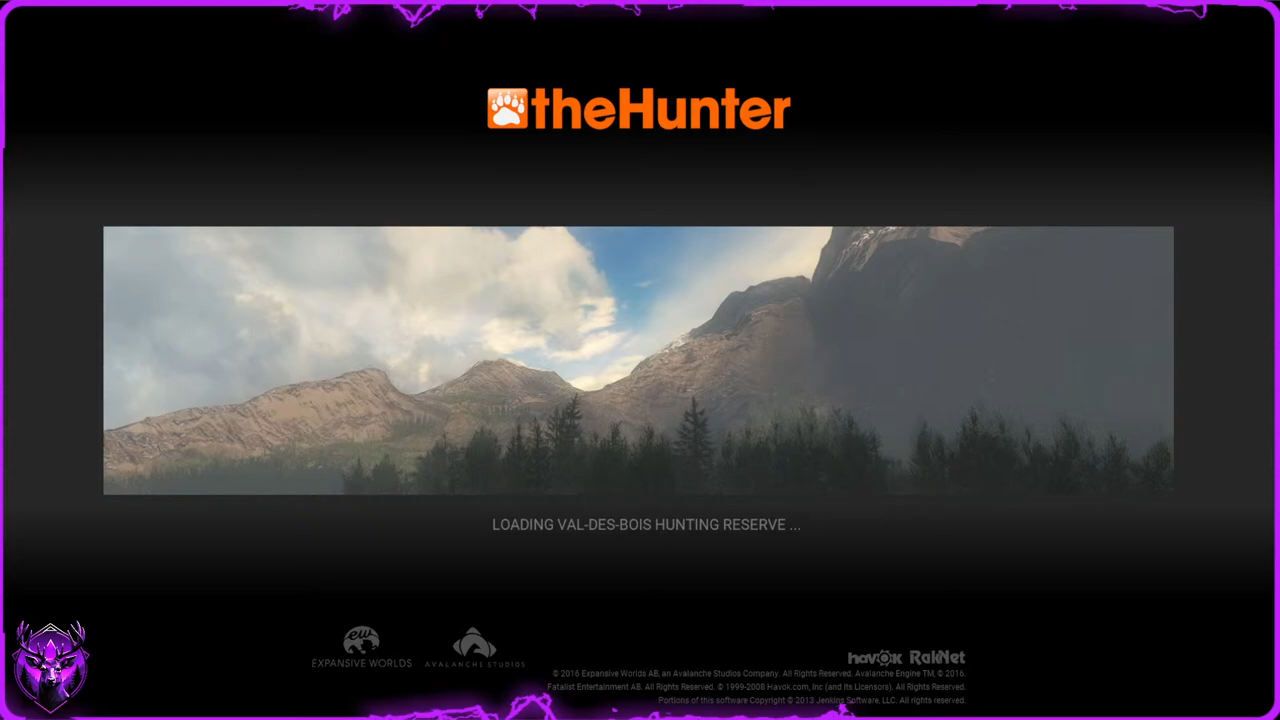 theHunter
LOADING VAL-DES-BOIS HUNTING RESERVE ...
ew
EXPANSIVE WORLDS
AVALANCHE STUDIOS
havok RakNet
© 2016 Expansive Worlds AB, an Avalanche Studios Company. All Rights Reserved. Avalanche Engine TM, © 2016.
Fatalist Entertainment AB. All Rights Reserved. © 1999-2008 Havok.com, Inc (and its Licensors). All Rights Reserved.
Portions of this software Copyright © 2013 Jenkins Software, LLC. All rights reserved.